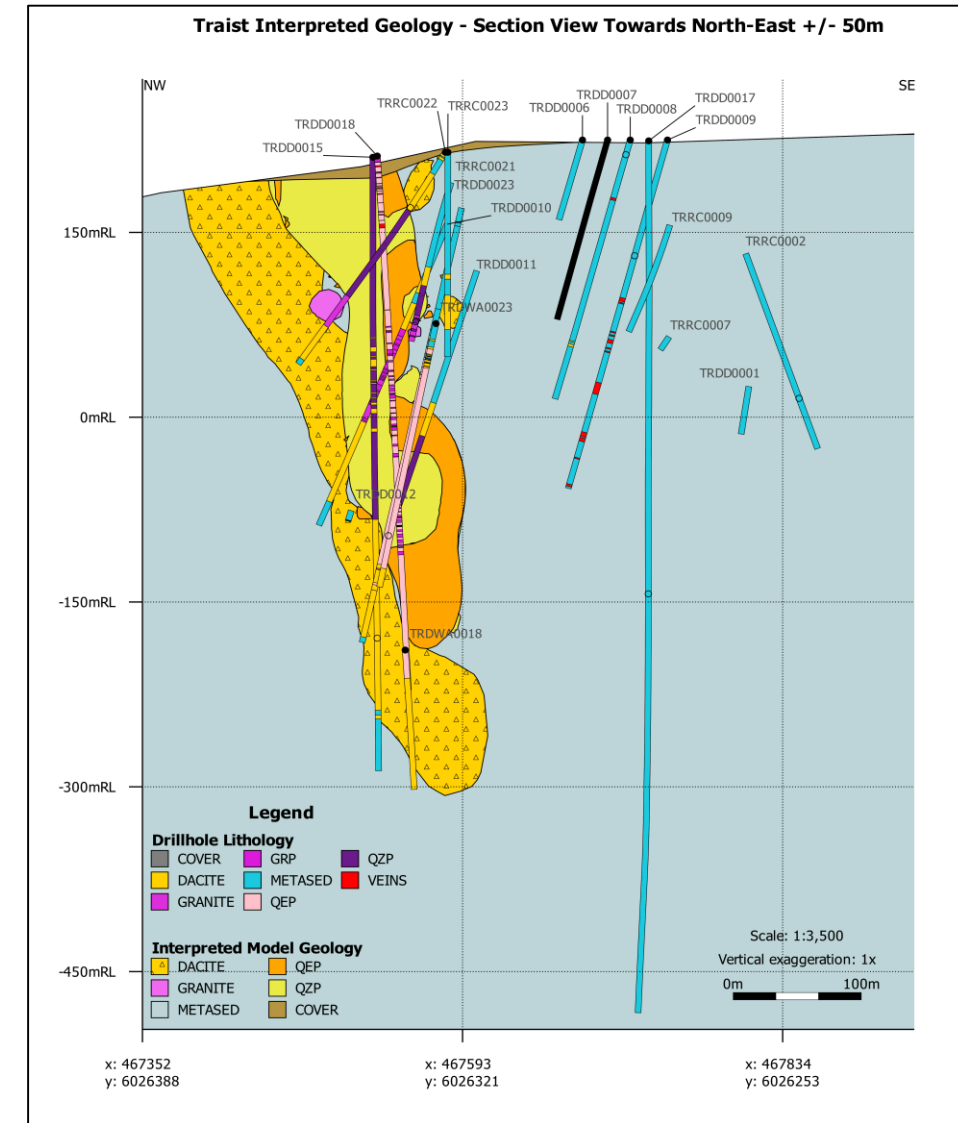 Traist Interpreted Geology - Section View Towards North-East +/- 50m
NW
SE
TRRC0022
TRRC0023
TRDD0006
TRDD0007
TRDD0008
TRDD0017
TRDD0009
TRDD0018
TRDD0015
TRRC0021
TRDD0023
TRDD0010
TRRC0009
TRRC0002
150mRL
TRDD0011
TRDWA0023
TRRC0007
TRDD0001
0mRL
TRDD0012
-150mRL
TRDWA0018
-300mRL
Legend
Drillhole Lithology
COVER GRP QZP
DACITE METASED VEINS
GRANITE QEP
Interpreted Model Geology
DACITE QEP
GRANITE QZP
METASED COVER
Scale: 1:3,500
Vertical exaggeration: 1x
0m 100m
-450mRL
x: 467352 x: 467593 x: 467834
y: 6026388 y: 6026321 y: 6026253